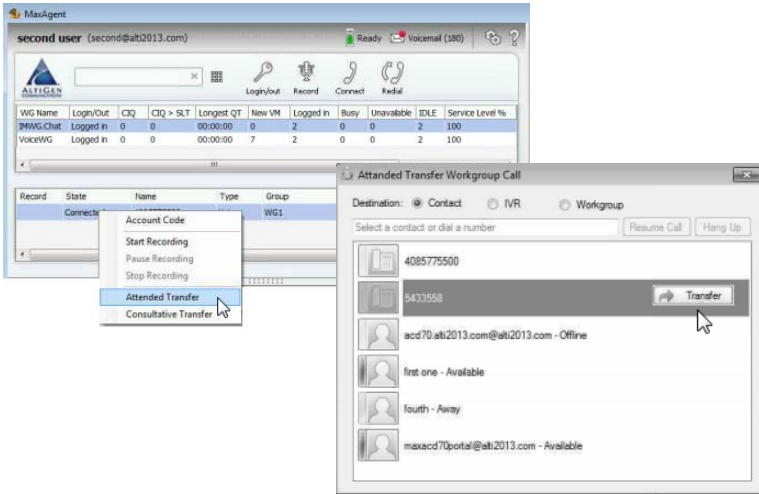 MaxAgent
second user (second@alti2013.com) Ready Voicemail (180)
ALTIGEN
COMMUNICATIONS
Login/out Record Connect Redial
WG Name Login/Out CIQ CIQ > SLT Longest QT New VM Logged in Busy Unavailable IDLE Service Level %
IMWG.Chat Logged in 0 0 00:00:00 0 2 0 0 2 100
VoiceWG Logged in 0 0 00:00:00 7 2 0 0 2 100
Record State Name Type Group
WG1
Account Code
Start Recording
Pause Recording
Stop Recording
Attended Transfer
Consultative Transfer
Attanded Transfer Workgroup Call
Destination: Contact IVR Workgroup
Select a contact or dial a number Resume Call Hang Up
4085775500
5433558 Transfer
acd70.alti2013.com@alti2013.com - Offline
first one - Available
fourth - Away
maxacd70portal@alti2013.com - Available